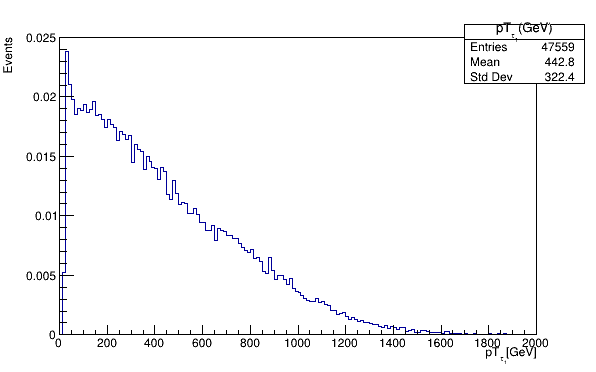 pT_τ₁(GeV)
Entries 47559
Mean 442.8
Std Dev 322.4
Events
0.025
0.02
0.015
0.01
0.005
0
0 200 400 600 800 1000 1200 1400 1600 1800 2000
pT_τ₁[GeV]